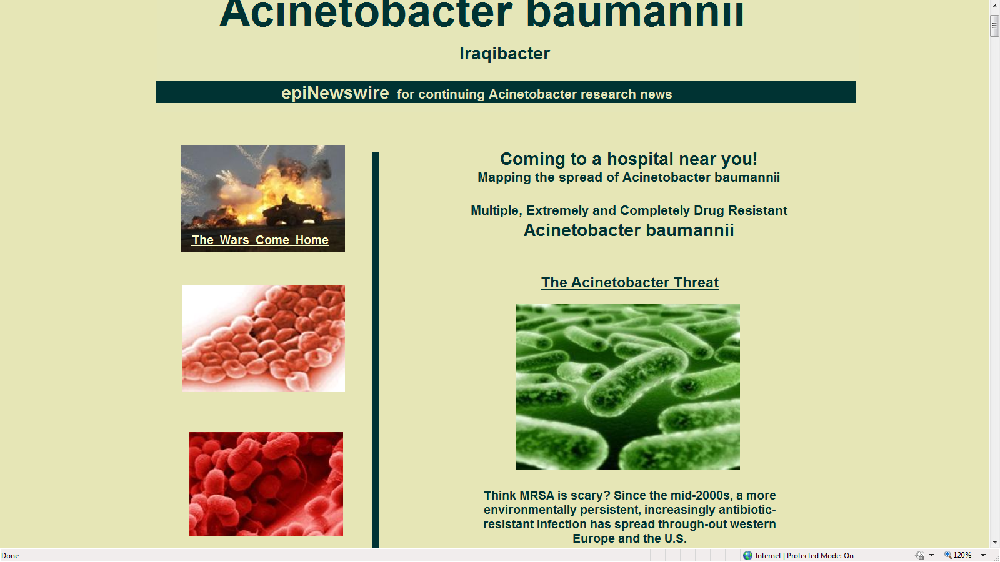 Acinetobacter baumannii
Iraqibacter
epiNewswire for continuing Acinetobacter research news
The Wars Come Home
Coming to a hospital near you!
Mapping the spread of Acinetobacter baumannii
Multiple, Extremely and Completely Drug Resistant
Acinetobacter baumannii
The Acinetobacter Threat
Think MRSA is scary? Since the mid-2000s, a more
environmentally persistent, increasingly antibiotic-
resistant infection has spread through-out western
Europe and the U.S.
Done
Internet | Protected Mode: On
120%